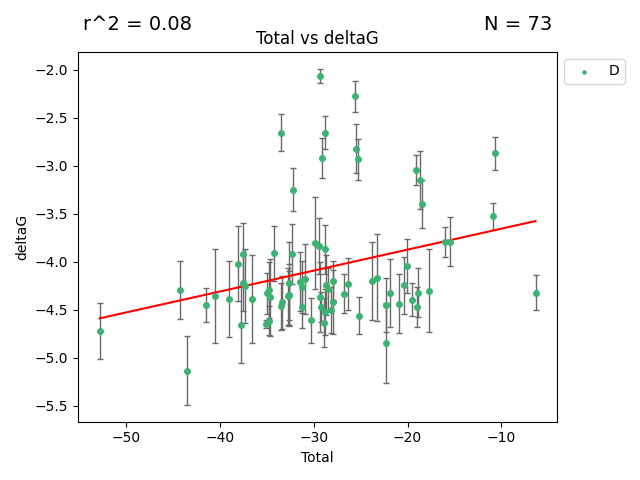 r^2 = 0.08
N = 73
Total vs deltaG
D
−2.0
−2.5
−3.0
−3.5
−4.0
−4.5
−5.0
−5.5
deltaG
−50
−40
−30
−20
−10
Total